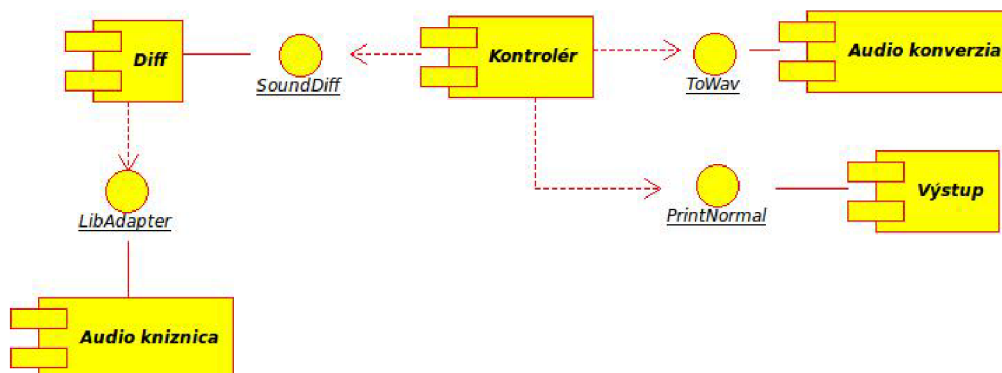 Diff
SoundDiff
Kontrolér
ToWav
Audio konverzia
LibAdapter
PrintNormal
Výstup
Audio kniznica